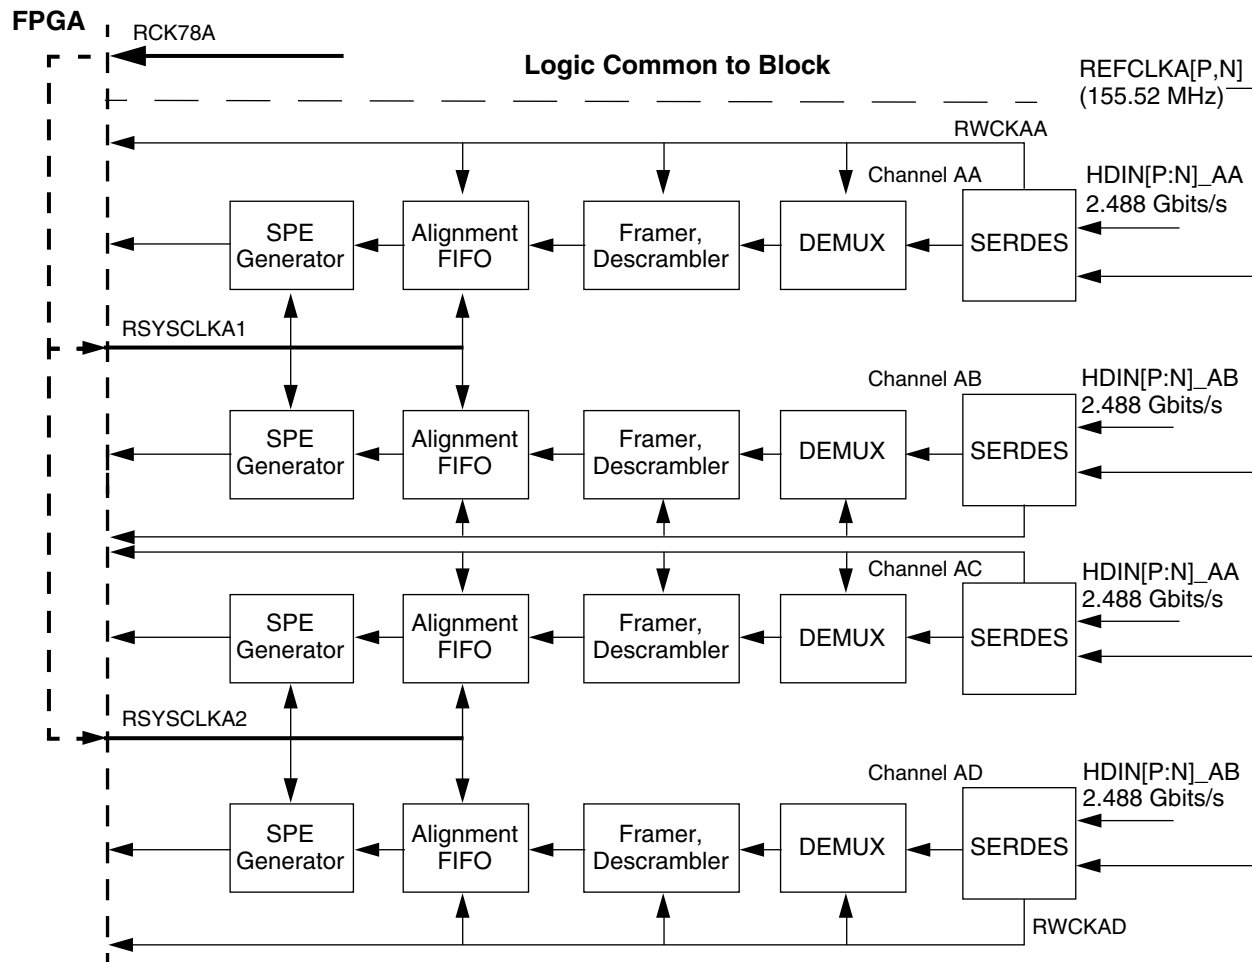 FPGA
RCK78A
Logic Common to Block
REFCLKA[P,N]
(155.52 MHz)
RWCKAA
Channel AA
HDIN[P:N]_AA
2.488 Gbits/s
SPE
Generator
Alignment
FIFO
Framer,
Descrambler
DEMUX
SERDES
RSYSCLKA1
Channel AB
HDIN[P:N]_AB
2.488 Gbits/s
SPE
Generator
Alignment
FIFO
Framer,
Descrambler
DEMUX
SERDES
Channel AC
HDIN[P:N]_AA
2.488 Gbits/s
SPE
Generator
Alignment
FIFO
Framer,
Descrambler
DEMUX
SERDES
RSYSCLKA2
Channel AD
HDIN[P:N]_AB
2.488 Gbits/s
SPE
Generator
Alignment
FIFO
Framer,
Descrambler
DEMUX
SERDES
RWCKAD